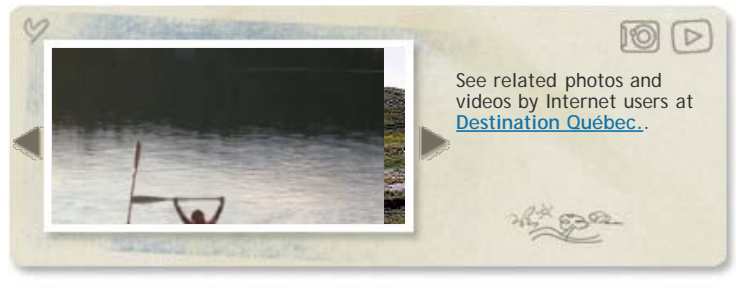 See related photos and
videos by Internet users at
Destination Québec..